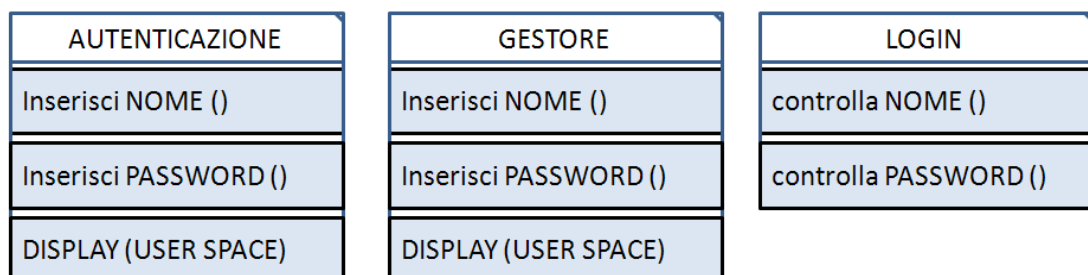 AUTENTICAZIONE
Inserisci NOME ()
Inserisci PASSWORD ()
DISPLAY (USER SPACE)
GESTORE
Inserisci NOME ()
Inserisci PASSWORD ()
DISPLAY (USER SPACE)
LOGIN
controlla NOME ()
controlla PASSWORD ()